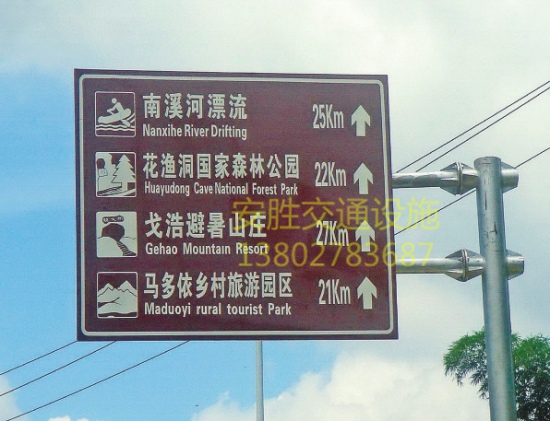 南溪河漂流 25Km
Nanxihe River Drifting
花渔洞国家森林公园 22Km
Huayudong Cave National Forest Park
戈浩避暑山庄 27Km
Gehao Mountain Resort
马多依乡村旅游园区 21Km
Maduoyi rural tourist Park
安胜交通设施
13802783687